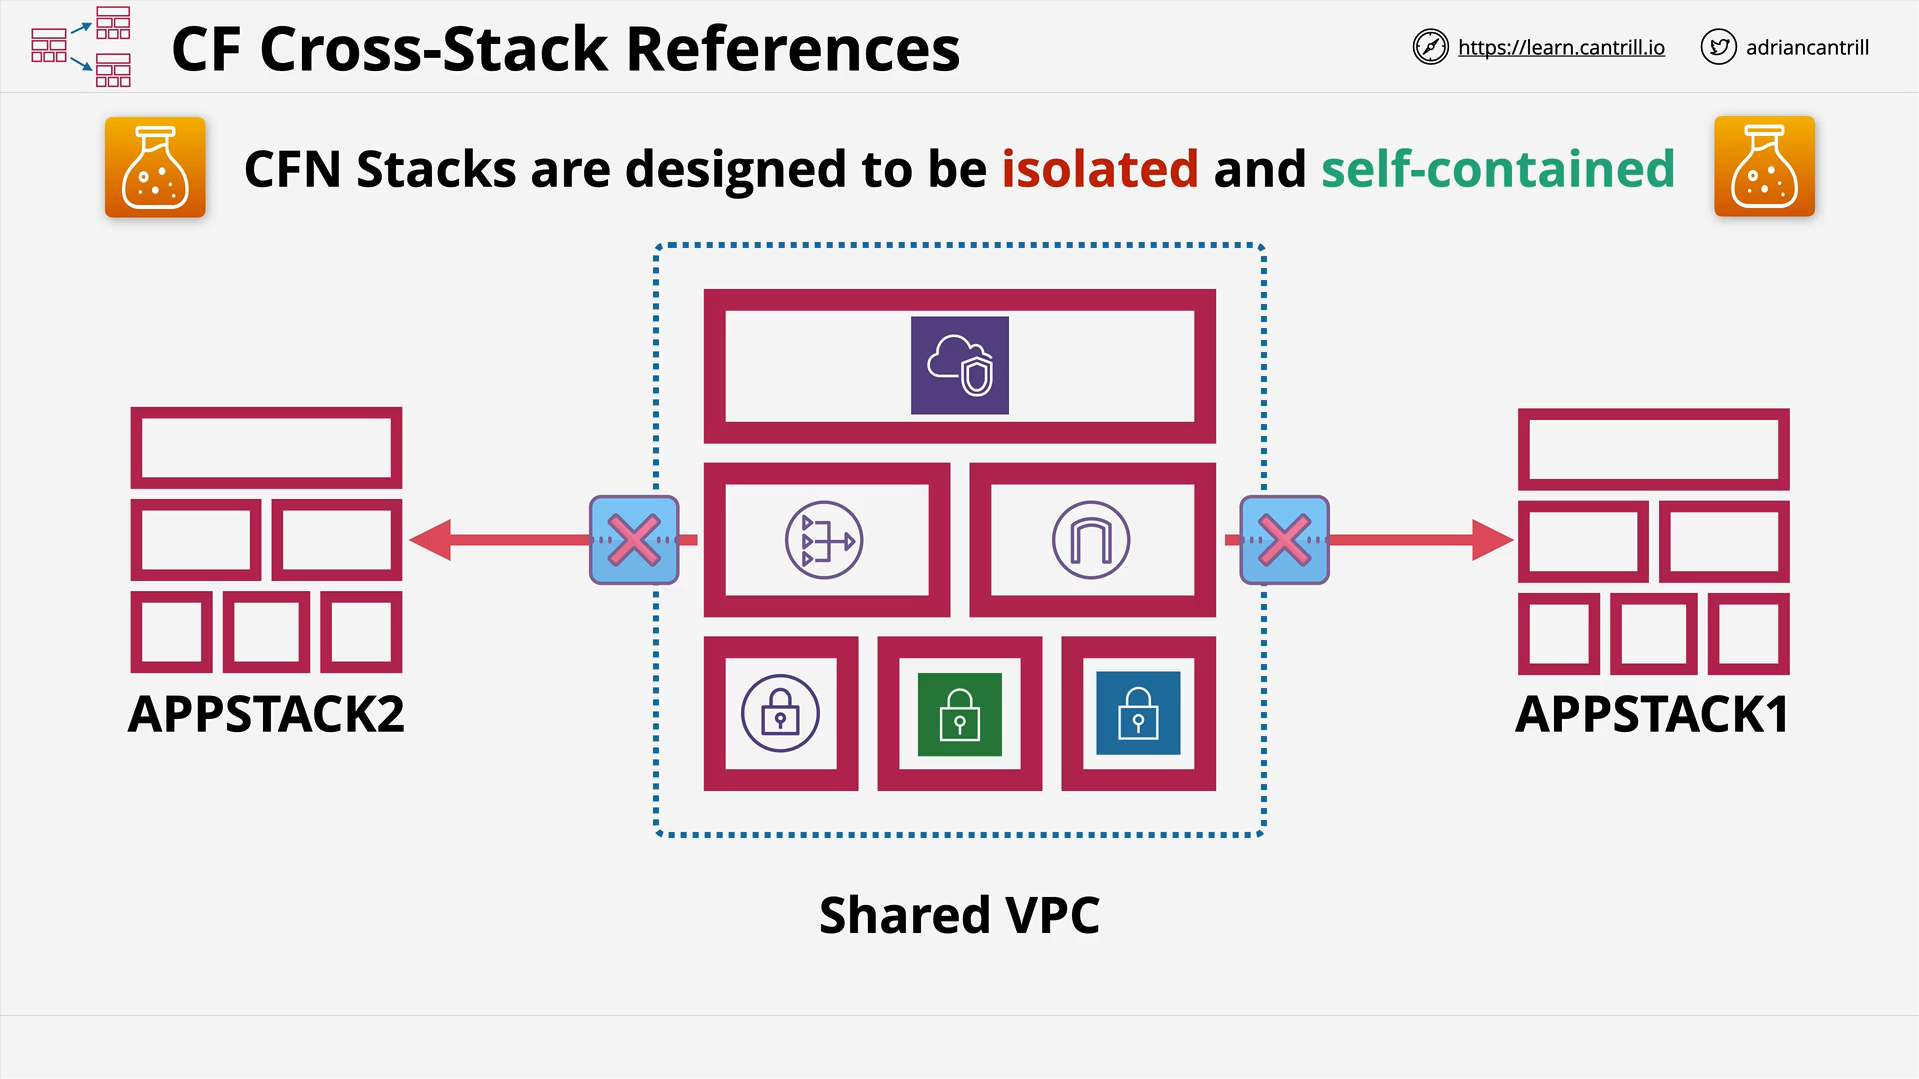 CF Cross-Stack References
https://learn.cantrill.io
adriancantrill
CFN Stacks are designed to be isolated and self-contained
APPSTACK2
APPSTACK1
Shared VPC